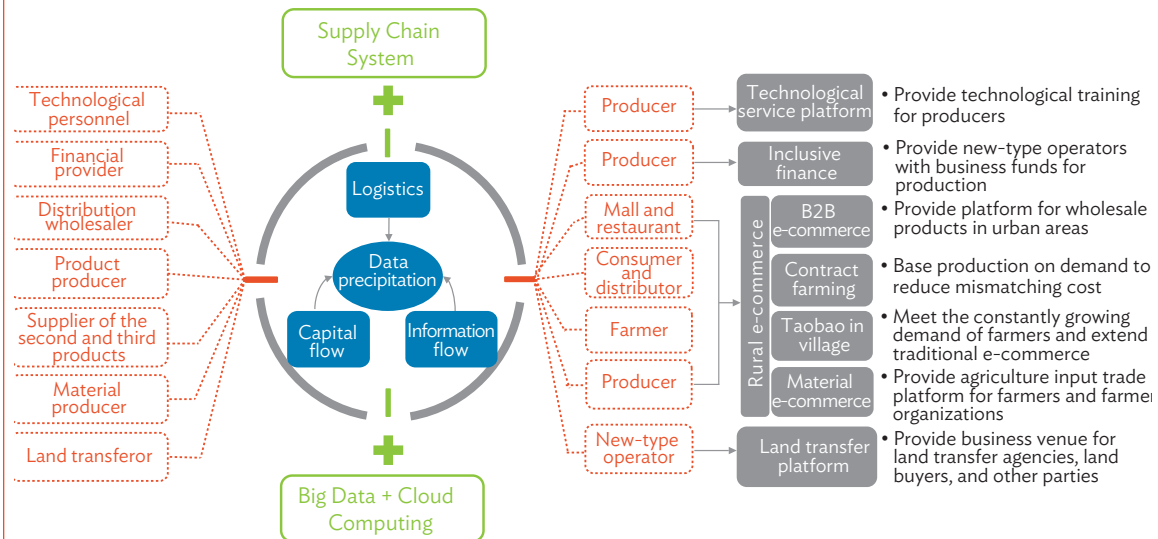 Supply Chain
System
Technological
personnel
Financial
provider
Distribution
wholesaler
Product
producer
Supplier of the
second and third
products
Material
producer
Land transferor
Logistics
Data
precipitation
Capital
flow
Information
flow
Big Data + Cloud
Computing
Producer
Producer
Mall and
restaurant
Consumer
and
distributor
Farmer
Producer
New-type
operator
Rural e-commerce
Technological
service platform
Inclusive
finance
B2B
e-commerce
Contract
farming
Taobao in
village
Material
e-commerce
Land transfer
platform
• Provide technological training
for producers
• Provide new-type operators
with business funds for
production
• Provide platform for wholesale
products in urban areas
• Base production on demand to
reduce mismatching cost
• Meet the constantly growing
demand of farmers and extend
traditional e-commerce
• Provide agriculture input trade
platform for farmers and farmer
organizations
• Provide business venue for
land transfer agencies, land
buyers, and other parties